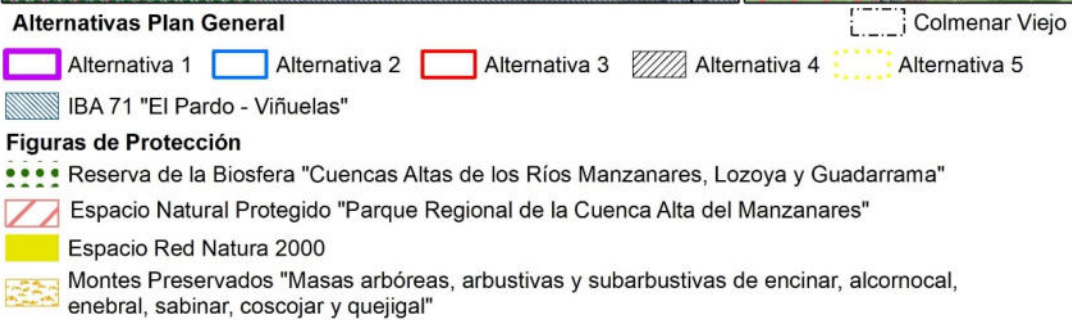 Alternativas Plan General
Colmenar Viejo
Alternativa 1 Alternativa 2 Alternativa 3 Alternativa 4 Alternativa 5
IBA 71 "El Pardo - Viñuelas"
Figuras de Protección
Reserva de la Biosfera "Cuencas Altas de los Ríos Manzanares, Lozoya y Guadarrama"
Espacio Natural Protegido "Parque Regional de la Cuenca Alta del Manzanares"
Espacio Red Natura 2000
Montes Preservados "Masas arbóreas, arbustivas y subarbustivas de encinar, alcornocal,
enebral, sabinar, coscojar y quejigal"